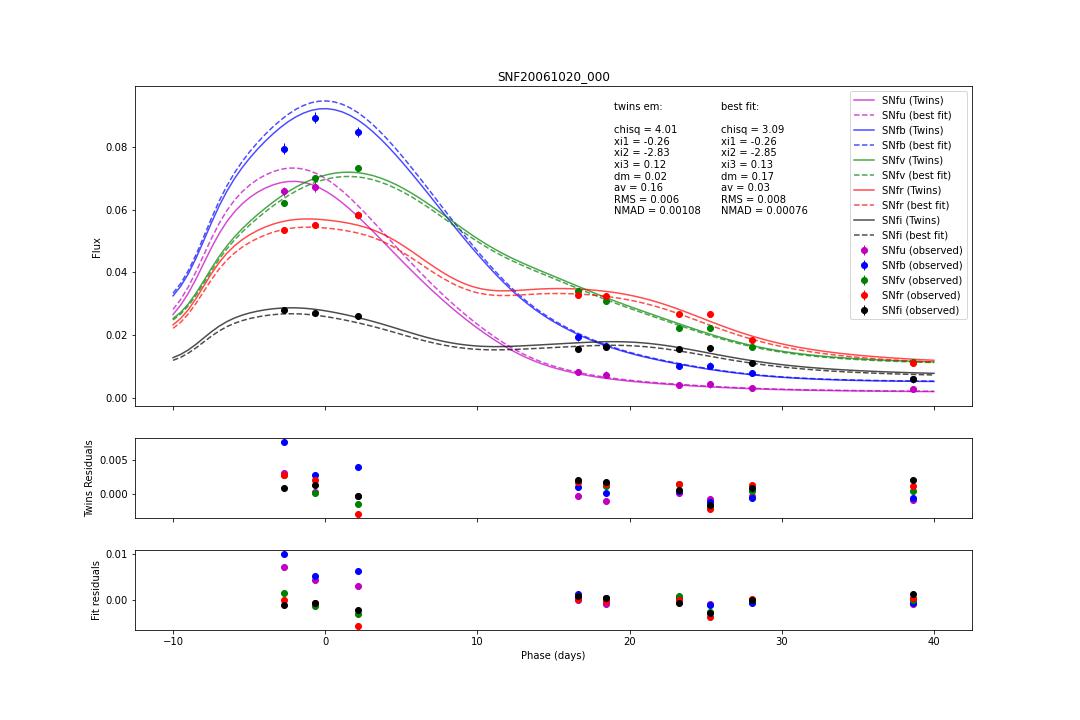 SNF20061020_000
twins em: best fit:
chisq = 4.01 chisq = 3.09
xi1 = -0.26 xi1 = -0.26
xi2 = -2.83 xi2 = -2.85
xi3 = 0.12 xi3 = 0.13
dm = 0.02 dm = 0.17
av = 0.16 av = 0.03
RMS = 0.006 RMS = 0.008
NMAD = 0.00108 NMAD = 0.00076
SNfu (Twins)
SNfu (best fit)
SNfb (Twins)
SNfb (best fit)
SNfv (Twins)
SNfv (best fit)
SNfr (Twins)
SNfr (best fit)
SNfi (Twins)
SNfi (best fit)
SNfu (observed)
SNfb (observed)
SNfv (observed)
SNfr (observed)
SNfi (observed)
Flux
0.08
0.06
0.04
0.02
0.00
Twins Residuals
0.005
0.000
Fit residuals
0.01
0.00
−10 0 10 20 30 40
Phase (days)